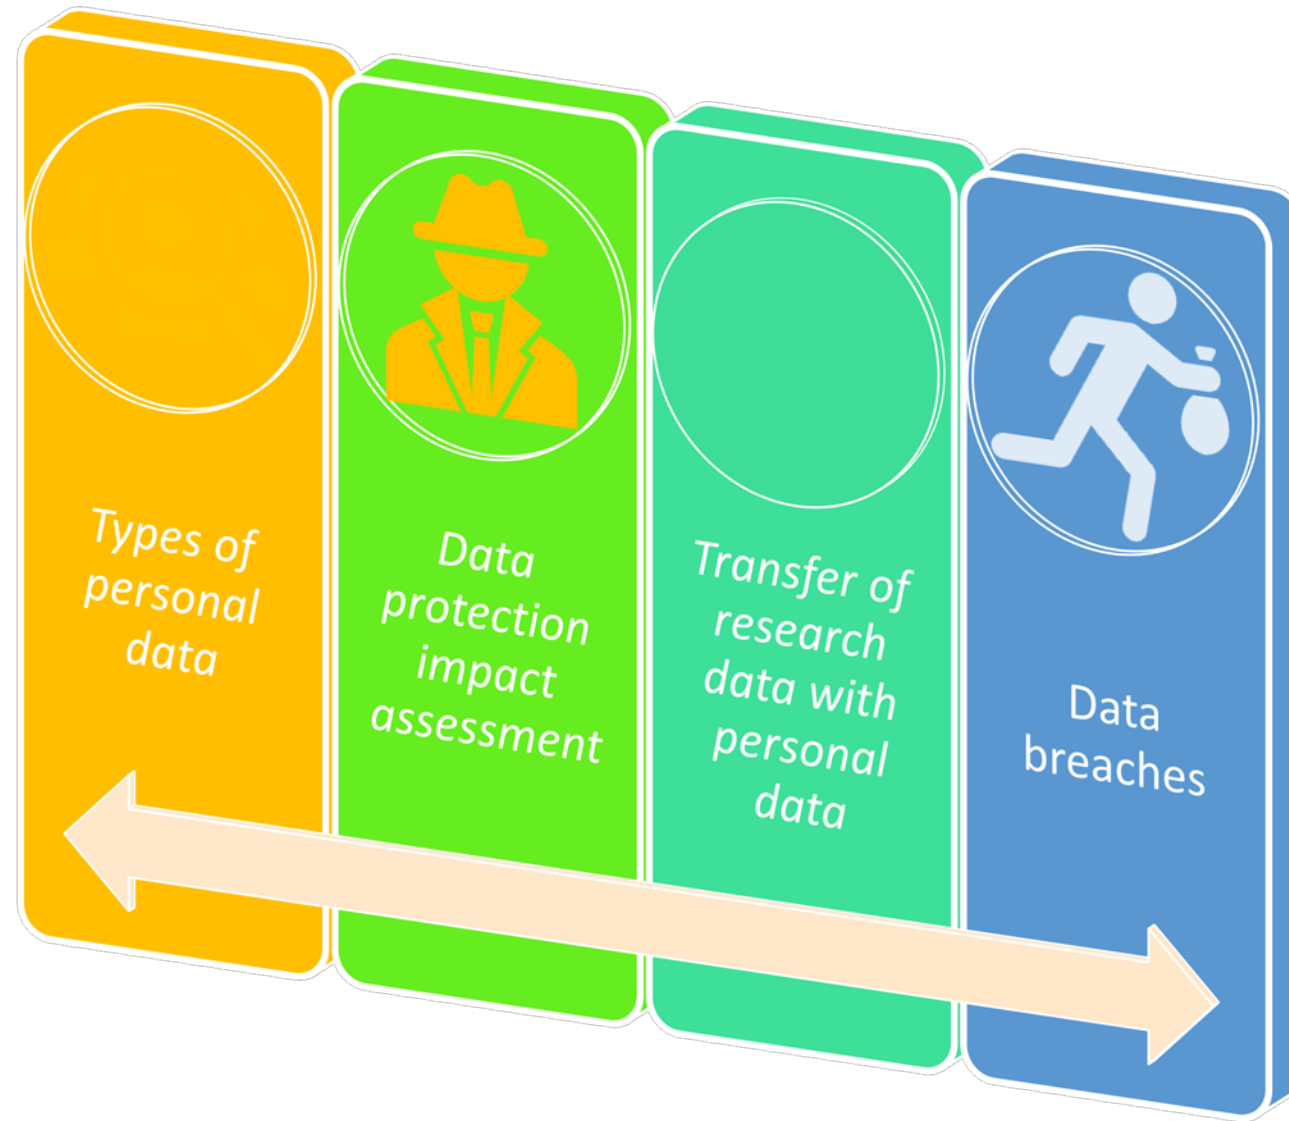 Types of
personal
data
Data
protection
impact
assessment
Transfer of
research
data with
personal
data
Data
breaches